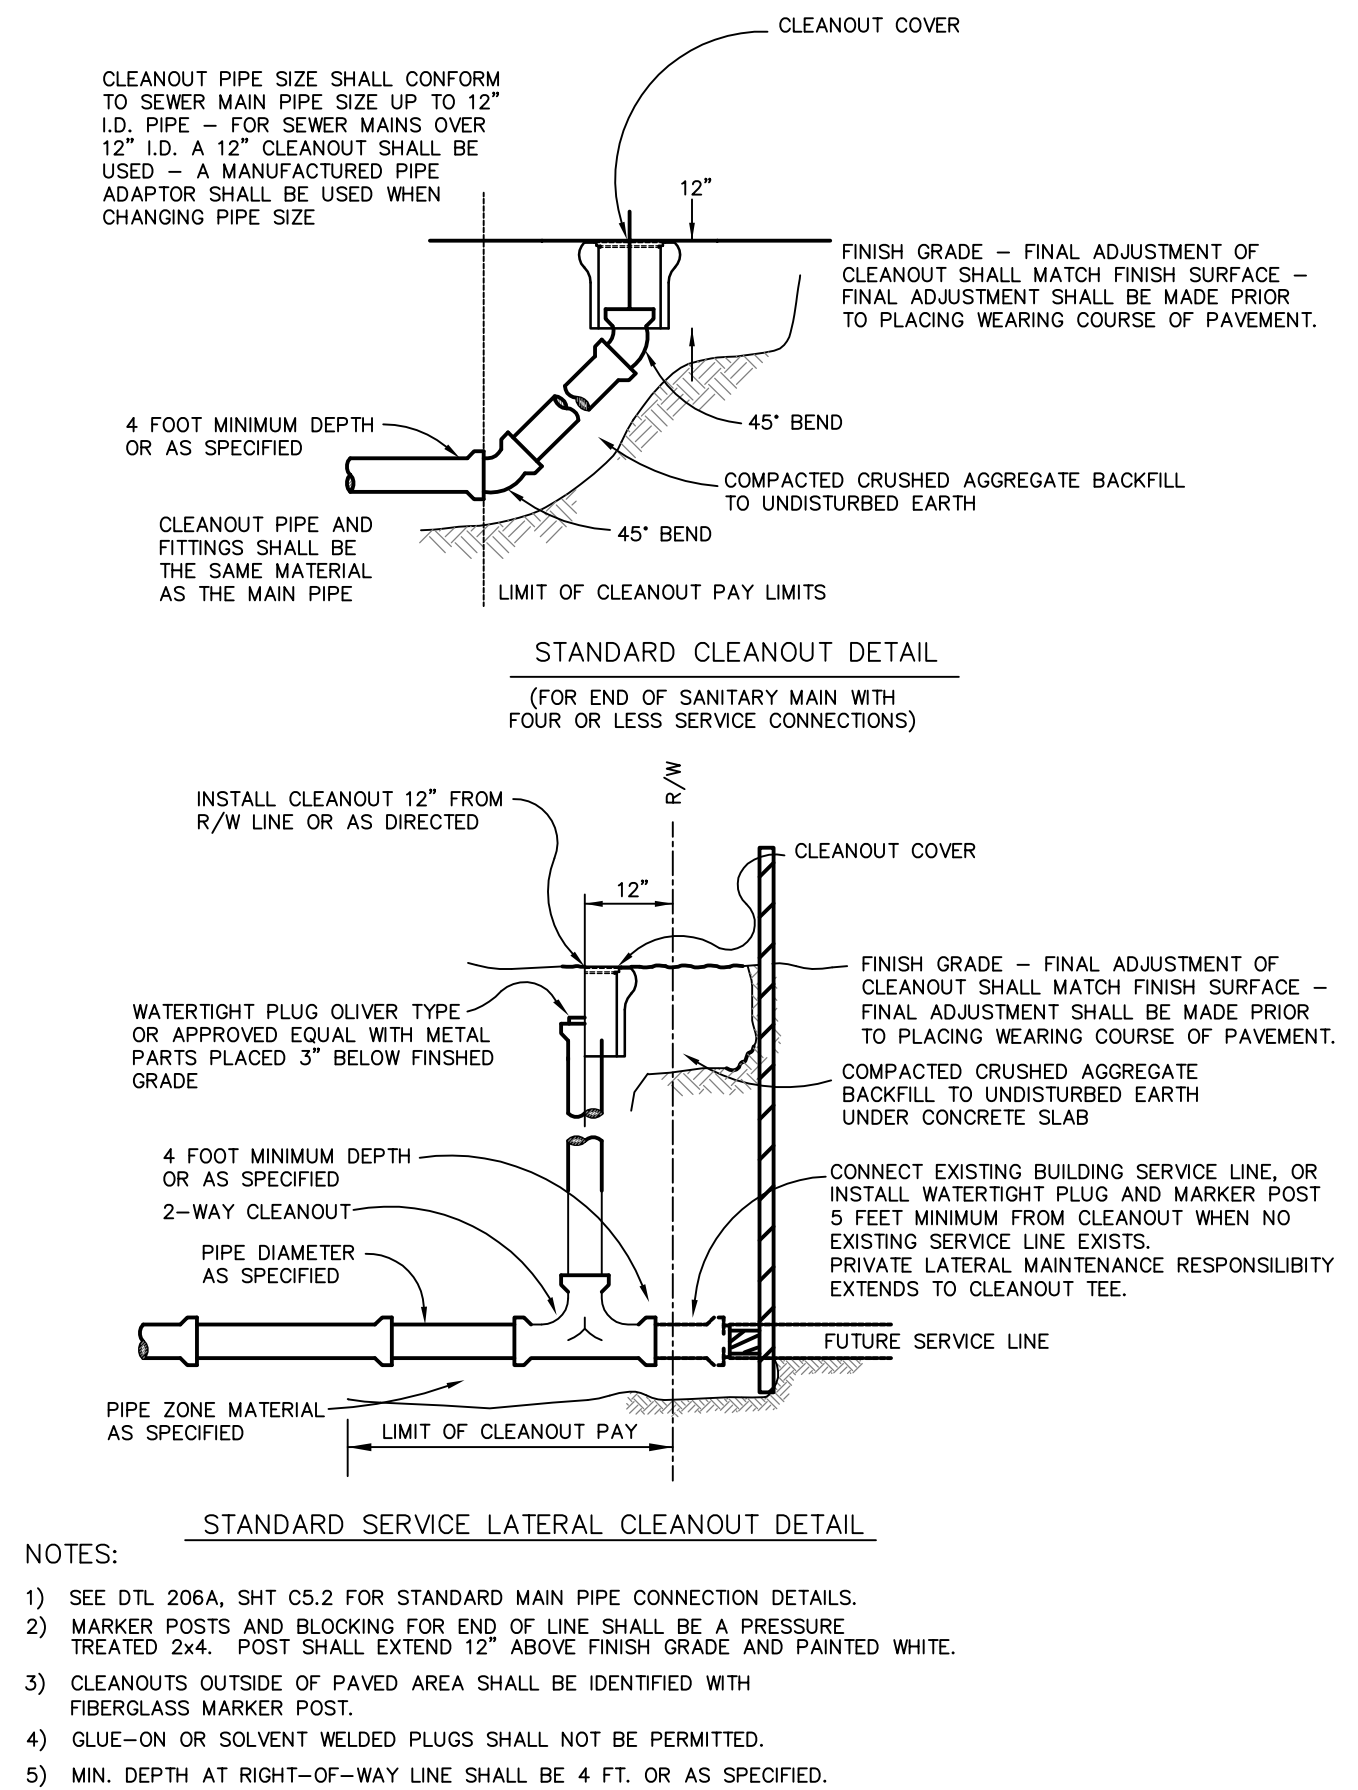 CLEANOUT COVER
CLEANOUT PIPE SIZE SHALL CONFORM
TO SEWER MAIN PIPE SIZE UP TO 12"
I.D. PIPE – FOR SEWER MAINS OVER
12" I.D. A 12" CLEANOUT SHALL BE
USED – A MANUFACTURED PIPE
ADAPTOR SHALL BE USED WHEN
CHANGING PIPE SIZE
12"
FINISH GRADE – FINAL ADJUSTMENT OF
CLEANOUT SHALL MATCH FINISH SURFACE –
FINAL ADJUSTMENT SHALL BE MADE PRIOR
TO PLACING WEARING COURSE OF PAVEMENT.
4 FOOT MINIMUM DEPTH
OR AS SPECIFIED
45° BEND
COMPACTED CRUSHED AGGREGATE BACKFILL
TO UNDISTURBED EARTH
CLEANOUT PIPE AND
FITTINGS SHALL BE
THE SAME MATERIAL
AS THE MAIN PIPE
45° BEND
LIMIT OF CLEANOUT PAY LIMITS
STANDARD CLEANOUT DETAIL
(FOR END OF SANITARY MAIN WITH
FOUR OR LESS SERVICE CONNECTIONS)
R/W
INSTALL CLEANOUT 12" FROM
R/W LINE OR AS DIRECTED
CLEANOUT COVER
12"
FINISH GRADE – FINAL ADJUSTMENT OF
CLEANOUT SHALL MATCH FINISH SURFACE –
FINAL ADJUSTMENT SHALL BE MADE PRIOR
TO PLACING WEARING COURSE OF PAVEMENT.
WATERTIGHT PLUG OLIVER TYPE
OR APPROVED EQUAL WITH METAL
PARTS PLACED 3" BELOW FINSHED
GRADE
COMPACTED CRUSHED AGGREGATE
BACKFILL TO UNDISTURBED EARTH
UNDER CONCRETE SLAB
4 FOOT MINIMUM DEPTH
OR AS SPECIFIED
2–WAY CLEANOUT
PIPE DIAMETER
AS SPECIFIED
CONNECT EXISTING BUILDING SERVICE LINE, OR
INSTALL WATERTIGHT PLUG AND MARKER POST
5 FEET MINIMUM FROM CLEANOUT WHEN NO
EXISTING SERVICE LINE EXISTS.
PRIVATE LATERAL MAINTENANCE RESPONSILIBITY
EXTENDS TO CLEANOUT TEE.
FUTURE SERVICE LINE
PIPE ZONE MATERIAL
AS SPECIFIED
LIMIT OF CLEANOUT PAY
STANDARD SERVICE LATERAL CLEANOUT DETAIL
NOTES:
1) SEE DTL 206A, SHT C5.2 FOR STANDARD MAIN PIPE CONNECTION DETAILS.
2) MARKER POSTS AND BLOCKING FOR END OF LINE SHALL BE A PRESSURE
TREATED 2x4. POST SHALL EXTEND 12" ABOVE FINISH GRADE AND PAINTED WHITE.
3) CLEANOUTS OUTSIDE OF PAVED AREA SHALL BE IDENTIFIED WITH
FIBERGLASS MARKER POST.
4) GLUE–ON OR SOLVENT WELDED PLUGS SHALL NOT BE PERMITTED.
5) MIN. DEPTH AT RIGHT–OF–WAY LINE SHALL BE 4 FT. OR AS SPECIFIED.